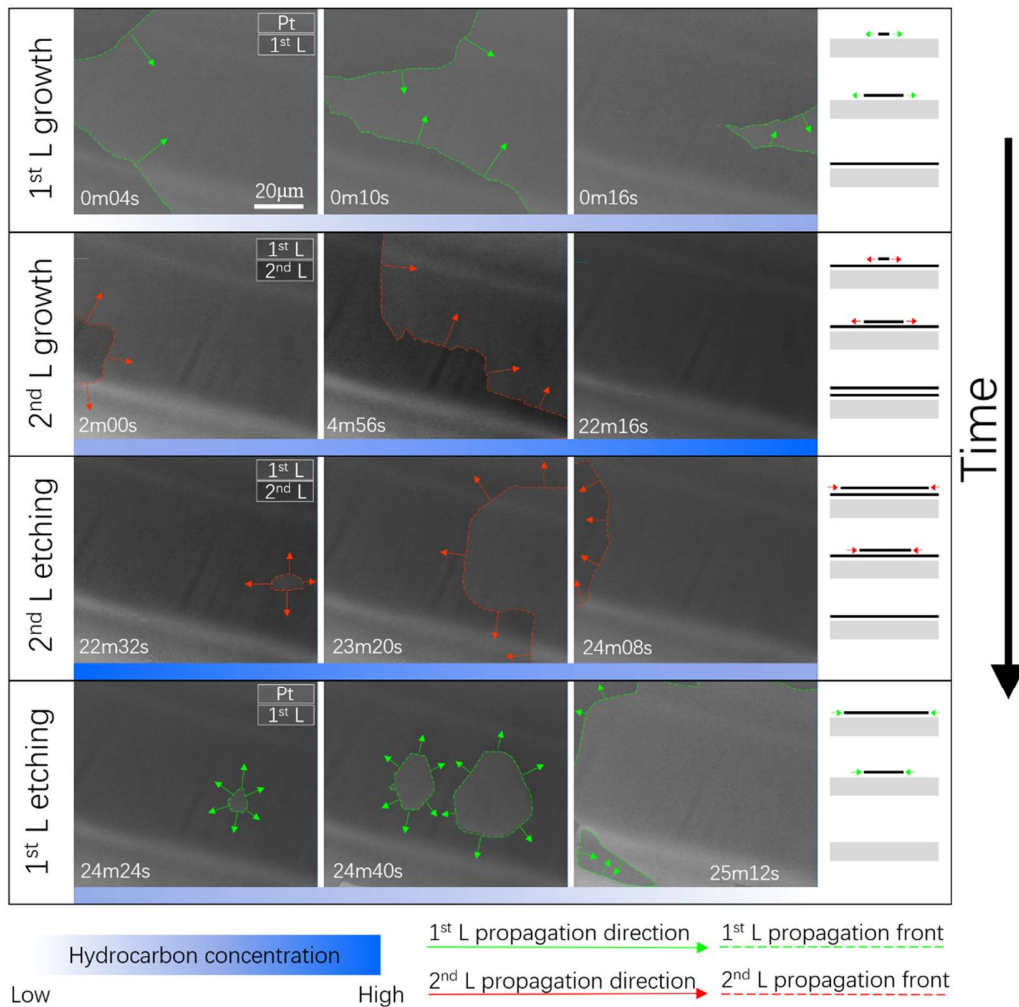 1st L growth
Pt
1st L
0m04s
20μm
0m10s
0m16s
2nd L growth
1st L
2nd L
2m00s
4m56s
22m16s
2nd L etching
1st L
2nd L
22m32s
23m20s
24m08s
1st L etching
Pt
1st L
24m24s
24m40s
25m12s
Time
Hydrocarbon concentration
Low
High
1st L propagation direction
1st L propagation front
2nd L propagation direction
2nd L propagation front